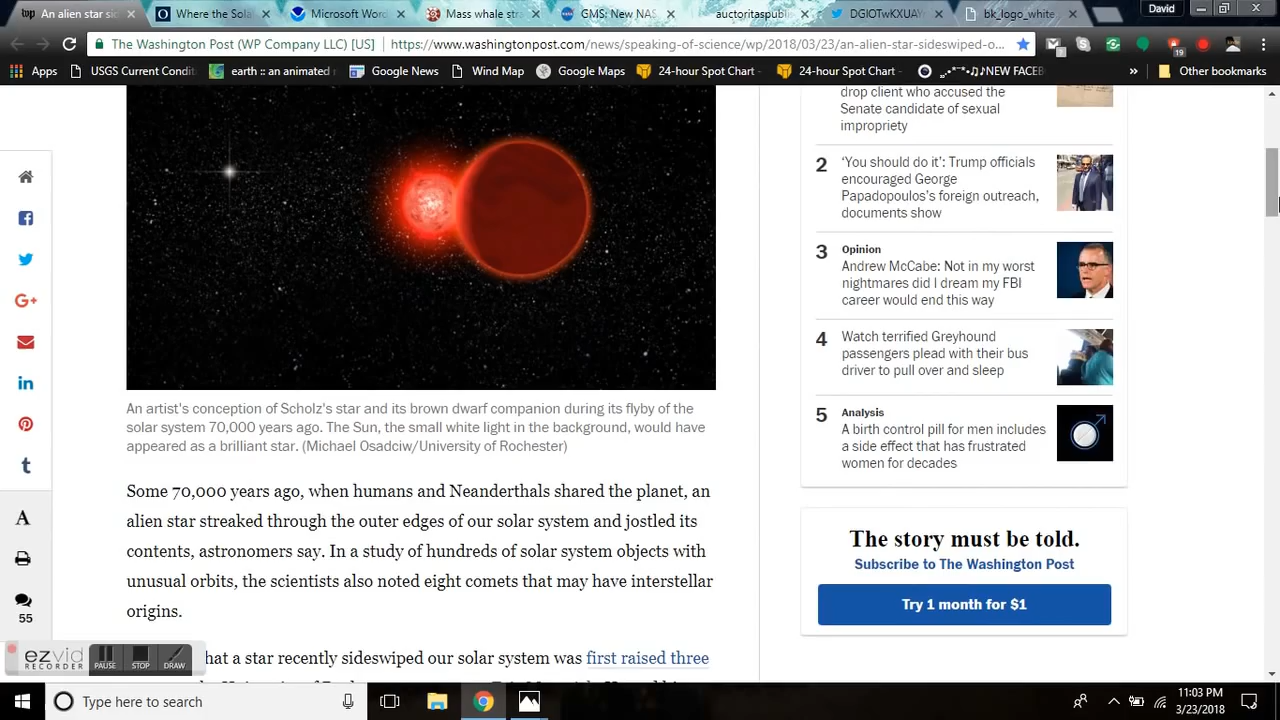 An alien star si
Where the Sola
Microsoft Word
Mass whale str
GMS: New NAS
auctoritaspubli
DGIOTwKXUAY
bk_logo_white_
David
The Washington Post (WP Company LLC) [US]
https://www.washingtonpost.com/news/speaking-of-science/wp/2018/03/23/an-alien-star-sideswiped-o...
19
Apps
USGS Current Condit
earth :: an animated
Google News
Wind Map
Google Maps
24-hour Spot Chart -
24-hour Spot Chart -
NEW FACEB
»
Other bookmarks
drop client who accused the
Senate candidate of sexual
impropriety
2
‘You should do it’: Trump officials
encouraged George
Papadopoulos’s foreign outreach,
documents show
3
Opinion
Andrew McCabe: Not in my worst
nightmares did I dream my FBI
career would end this way
4
Watch terrified Greyhound
passengers plead with their bus
driver to pull over and sleep
5
Analysis
A birth control pill for men includes
a side effect that has frustrated
women for decades
An artist's conception of Scholz's star and its brown dwarf companion during its flyby of the
solar system 70,000 years ago. The Sun, the small white light in the background, would have
appeared as a brilliant star. (Michael Osadciw/University of Rochester)
Some 70,000 years ago, when humans and Neanderthals shared the planet, an
alien star streaked through the outer edges of our solar system and jostled its
contents, astronomers say. In a study of hundreds of solar system objects with
unusual orbits, the scientists also noted eight comets that may have interstellar
origins.
hat a star recently sideswiped our solar system was first raised three
The story must be told.
Subscribe to The Washington Post
Try 1 month for $1
G+
in
t
A
55
ezvid
RECORDER
PAUSE
STOP
DRAW
Type here to search
11:03 PM
3/23/2018